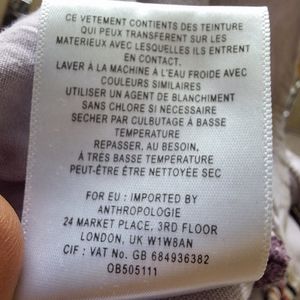 CE VETEMENT CONTIENTS DES TEINTURE
QUI PEUX TRANSFERENT SUR LES
MATERIEUX AVEC LESQUELLES ILS ENTRENT
EN CONTACT.
LAVER À LA MACHINE À L'EAU FROIDE AVEC
COULEURS SIMILAIRES
UTILISER UN AGENT DE BLANCHIMENT
SANS CHLORE SI NÉCESSAIRE
SECHER PAR CULBUTAGE À BASSE
TEMPERATURE
REPASSER, AU BESOIN,
À TRÈS BASSE TEMPÉRATURE
PEUT-ÊTRE ÊTRE NETTOYÉE SEC
FOR EU : IMPORTED BY
ANTHROPOLOGIE
24 MARKET PLACE, 3RD FLOOR
LONDON, UK W1W8AN
CIF : VAT No. GB 684936382
OB505111